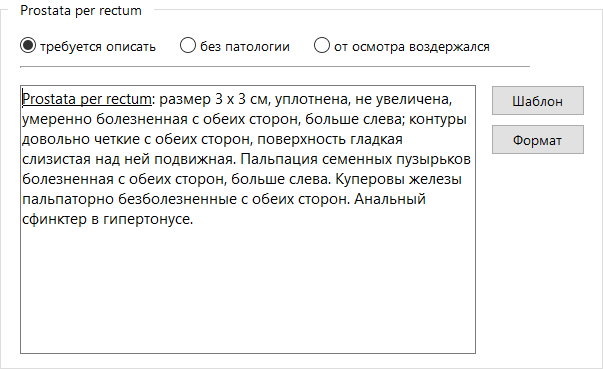 Prostata per rectum
требуется описать
без патологии
от осмотра воздержался
Prostata per rectum: размер 3 х 3 см, уплотнена, не увеличена,
умеренно болезненная с обеих сторон, больше слева; контуры
довольно четкие с обеих сторон, поверхность гладкая
слизистая над ней подвижная. Пальпация семенных пузырьков
болезненная с обеих сторон, больше слева. Куперовы железы
пальпаторно безболезненные с обеих сторон. Анальный
сфинктер в гипертонусе.
Шаблон
Формат